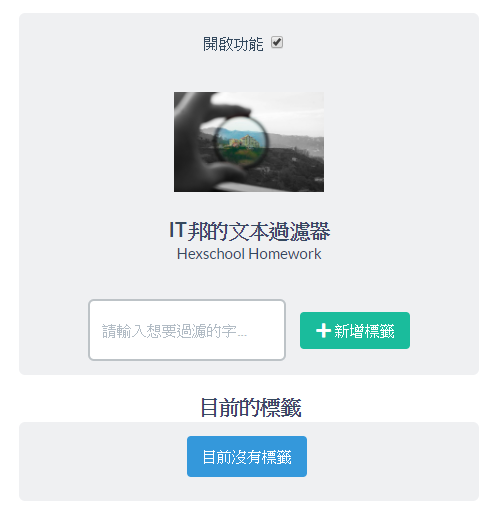 開啟功能
IT邦的文本過濾器
Hexschool Homework
請輸入想要過濾的字...
新增標籤
目前的標籤
目前沒有標籤